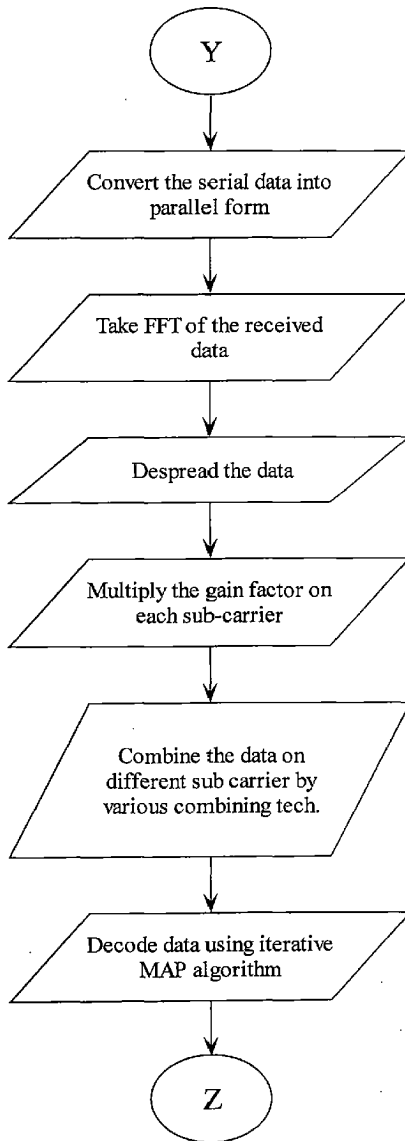 Y
Convert the serial data into
parallel form
Take FFT of the received
data
Despread the data
Multiply the gain factor on
each sub-carrier
Combine the data on
different sub carrier by
various combining tech.
Decode data using iterative
MAP algorithm
Z